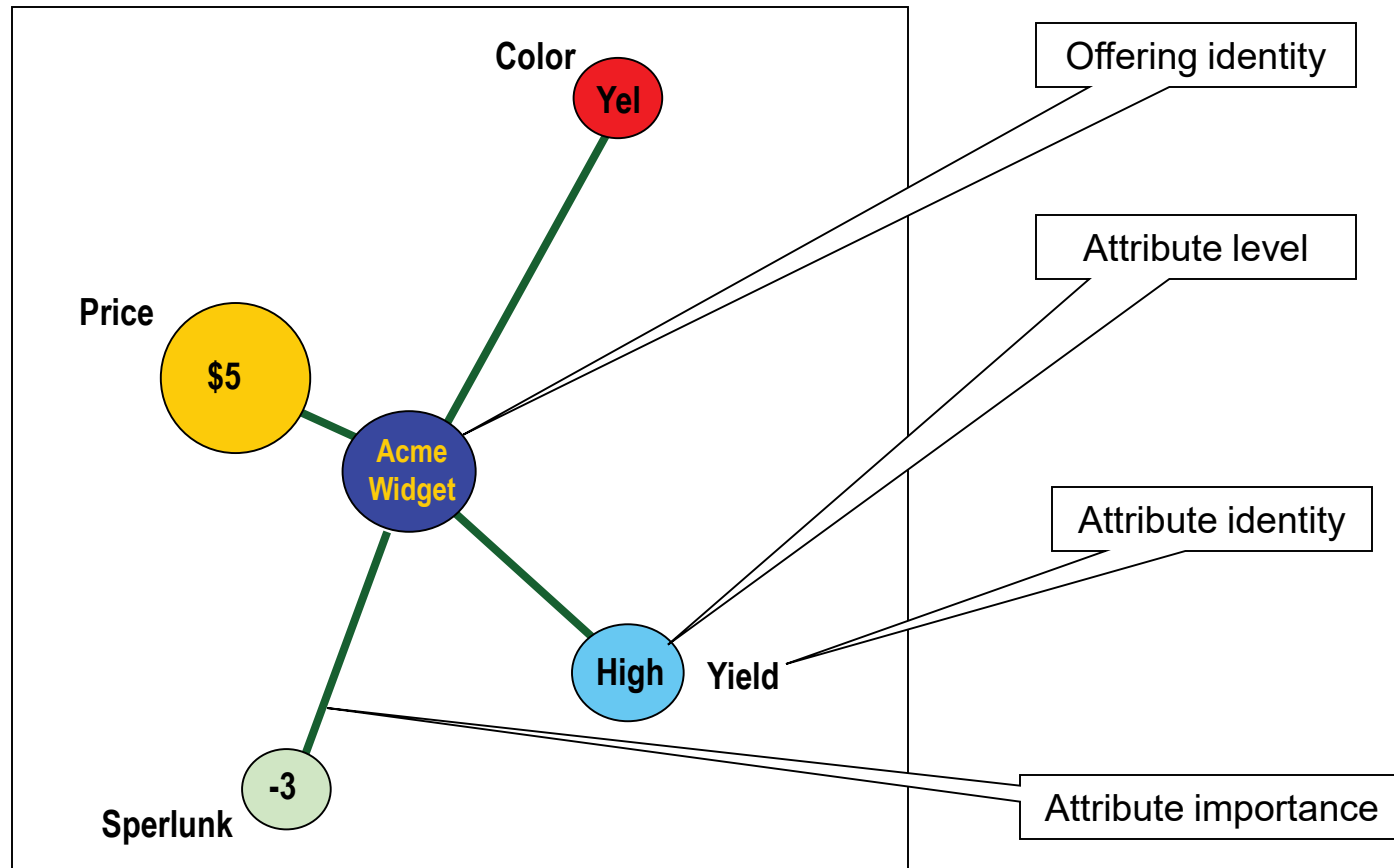 Color
Yel
Offering identity
Attribute level
Price
$5
Acme
Widget
Attribute identity
High
Yield
-3
Sperlunk
Attribute importance